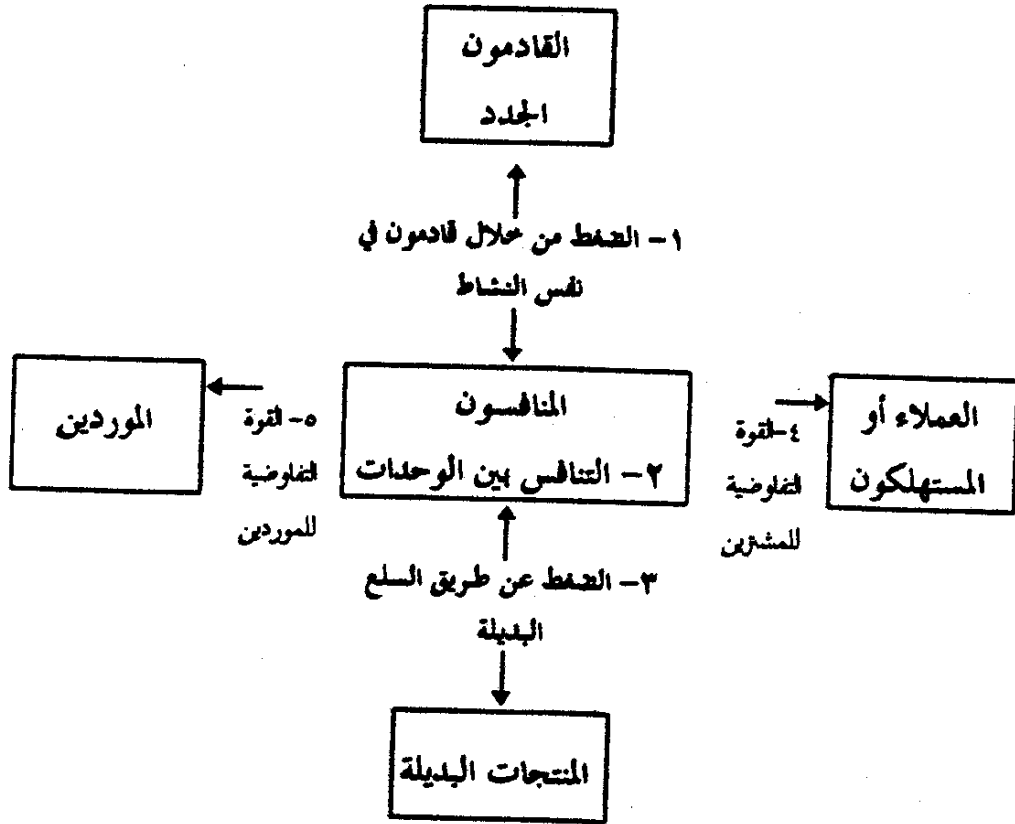 القادمون
الجدد
١- الضغط من خلال قادمون في
نفس النشاط
العملاء أو
المستهلكون
٤- القوة
التفاوضية
للمشترين
المنافسون
٢- التنافس بين الوحدات
٥- القوة
التفاوضية
للموردين
الموردين
٣- الضغط عن طريق السلع
البديلة
المنتجات البديلة